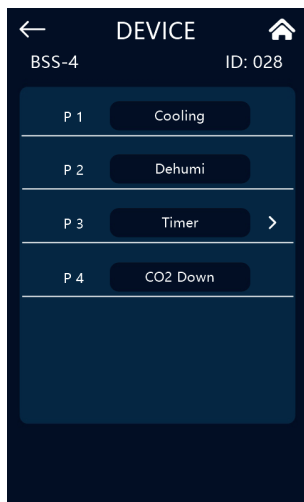 DEVICE
BSS-4 ID: 028
P 1 Cooling
P 2 Dehumi
P 3 Timer
P 4 CO2 Down